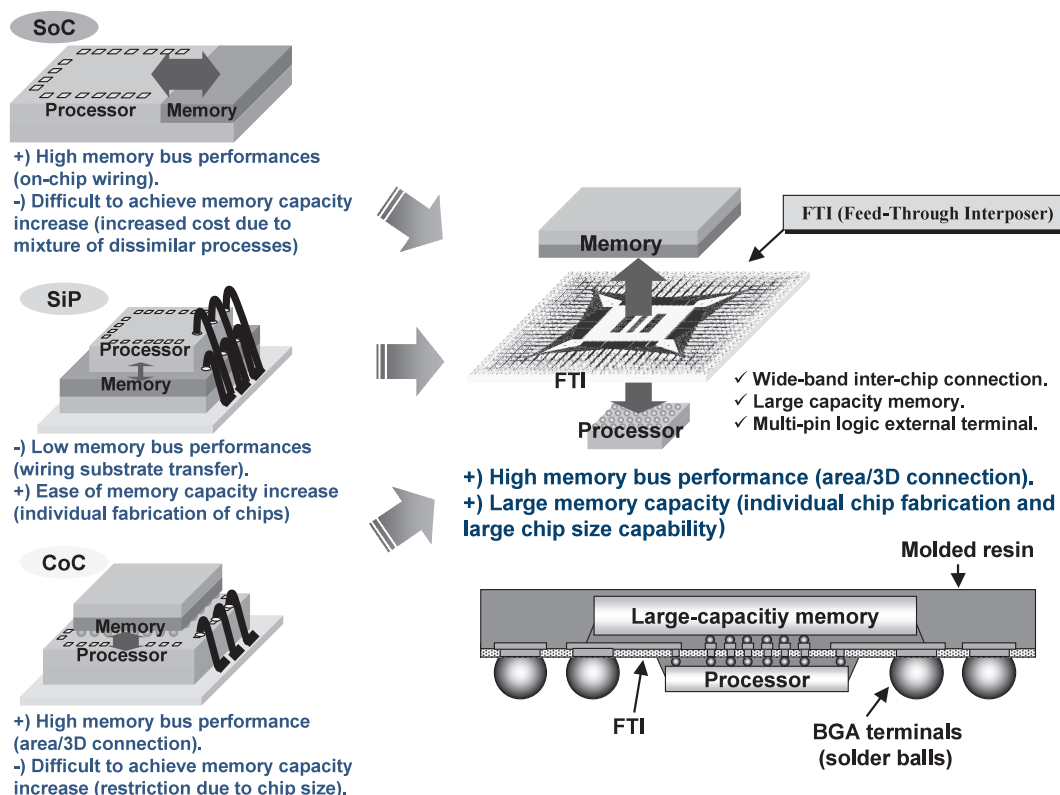 SoC
Processor
Memory
+) High memory bus performances
(on-chip wiring).
-) Difficult to achieve memory capacity
increase (increased cost due to
mixture of dissimilar processes)
SiP
Processor
Memory
-) Low memory bus performances
(wiring substrate transfer).
+) Ease of memory capacity increase
(individual fabrication of chips)
CoC
Memory
Processor
+) High memory bus performance
(area/3D connection).
-) Difficult to achieve memory capacity
increase (restriction due to chip size).
FTI (Feed-Through Interposer)
Memory
FTI
Processor
✓ Wide-band inter-chip connection.
✓ Large capacity memory.
✓ Multi-pin logic external terminal.
+) High memory bus performance (area/3D connection).
+) Large memory capacity (individual chip fabrication and
large chip size capability)
Molded resin
Large-capacitiy memory
Processor
FTI
BGA terminals
(solder balls)